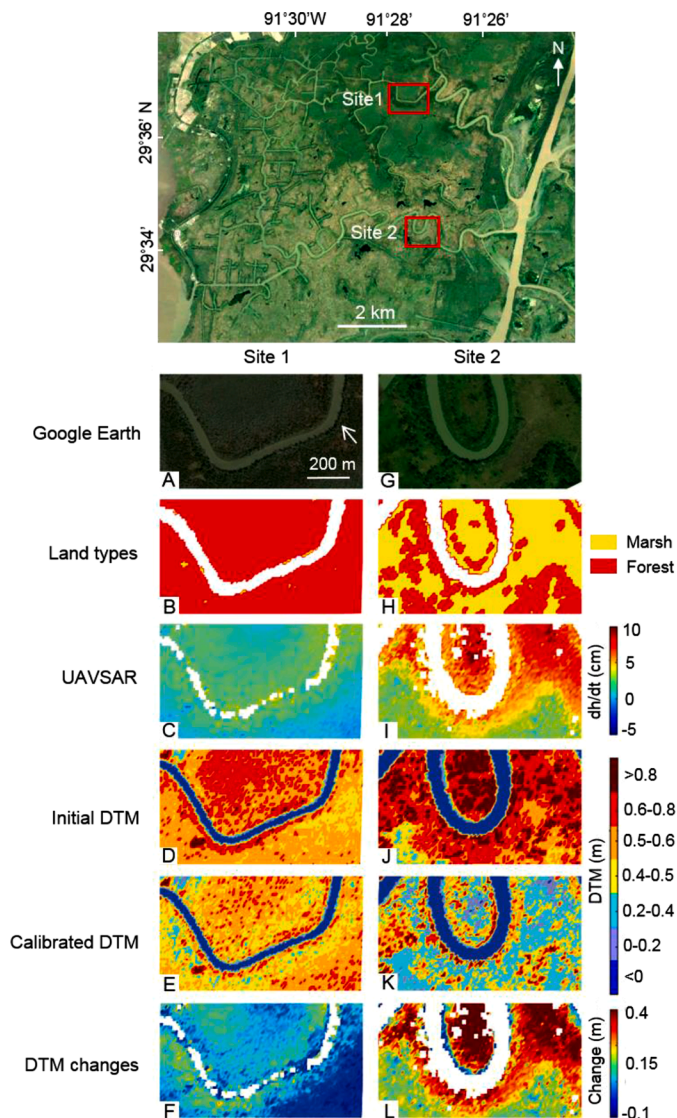 91°30'W 91°28' 91°26'
N
Site1
29°36' N
Site 2
29°34'
2 km
Site 1 Site 2
Google Earth
200 m
A G
Land types
Marsh
Forest
B H
UAVSAR
10
5
0
-5
dh/dt (cm)
C I
Initial DTM
D J
>0.8
0.6-0.8
0.5-0.6
0.4-0.5
0.2-0.4
0-0.2
<0
DTM (m)
Calibrated DTM
E K
DTM changes
0.4
0.15
-0.1
Change (m)
F L